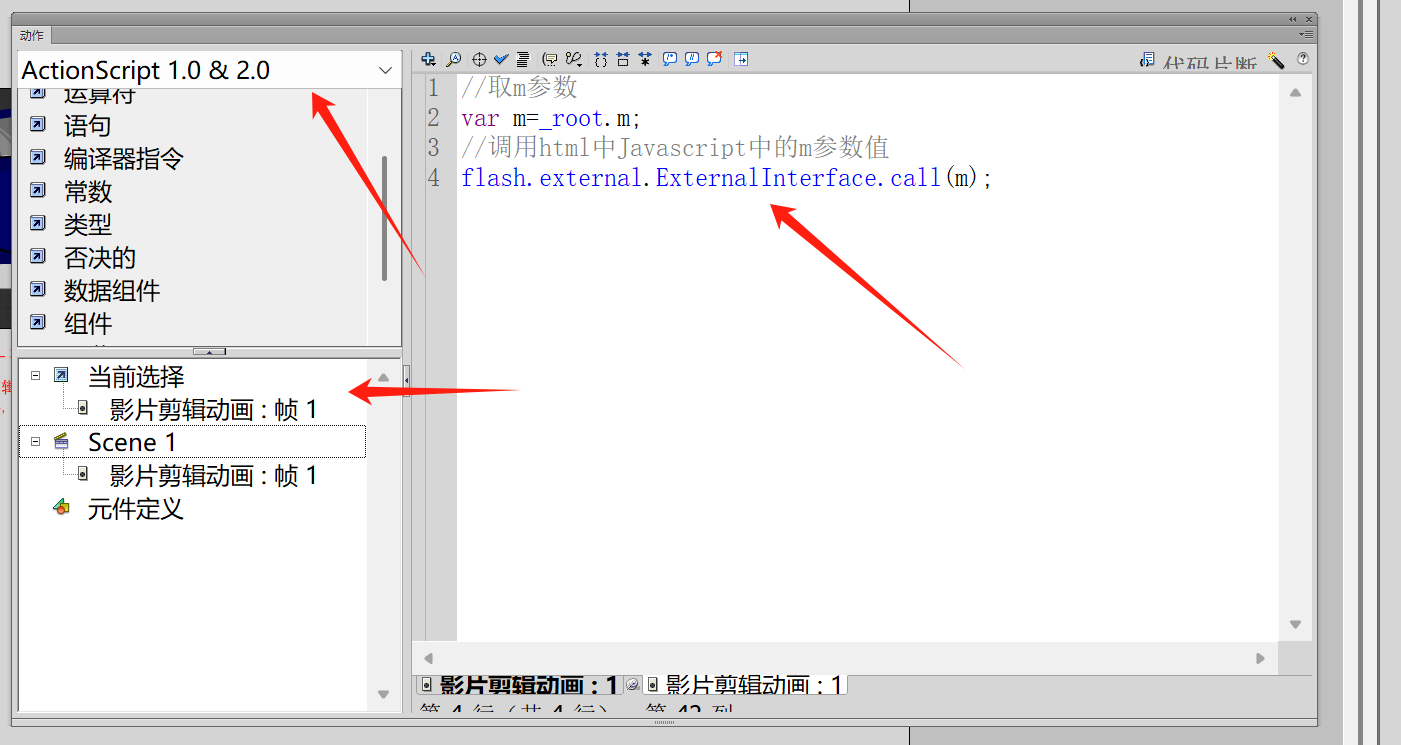 动作
ActionScript 1.0 & 2.0
运算符
语句
编译器指令
常数
类型
否决的
数据组件
组件
当前选择
影片剪辑动画 : 帧 1
Scene 1
影片剪辑动画 : 帧 1
元件定义
代码片断
1 //取m参数
2 var m=_root.m;
3 //调用html中Javascript中的m参数值
4 flash.external.ExternalInterface.call(m);
影片剪辑动画 : 1
影片剪辑动画 : 1
第 4 行（共 4 行）， 第 42 列